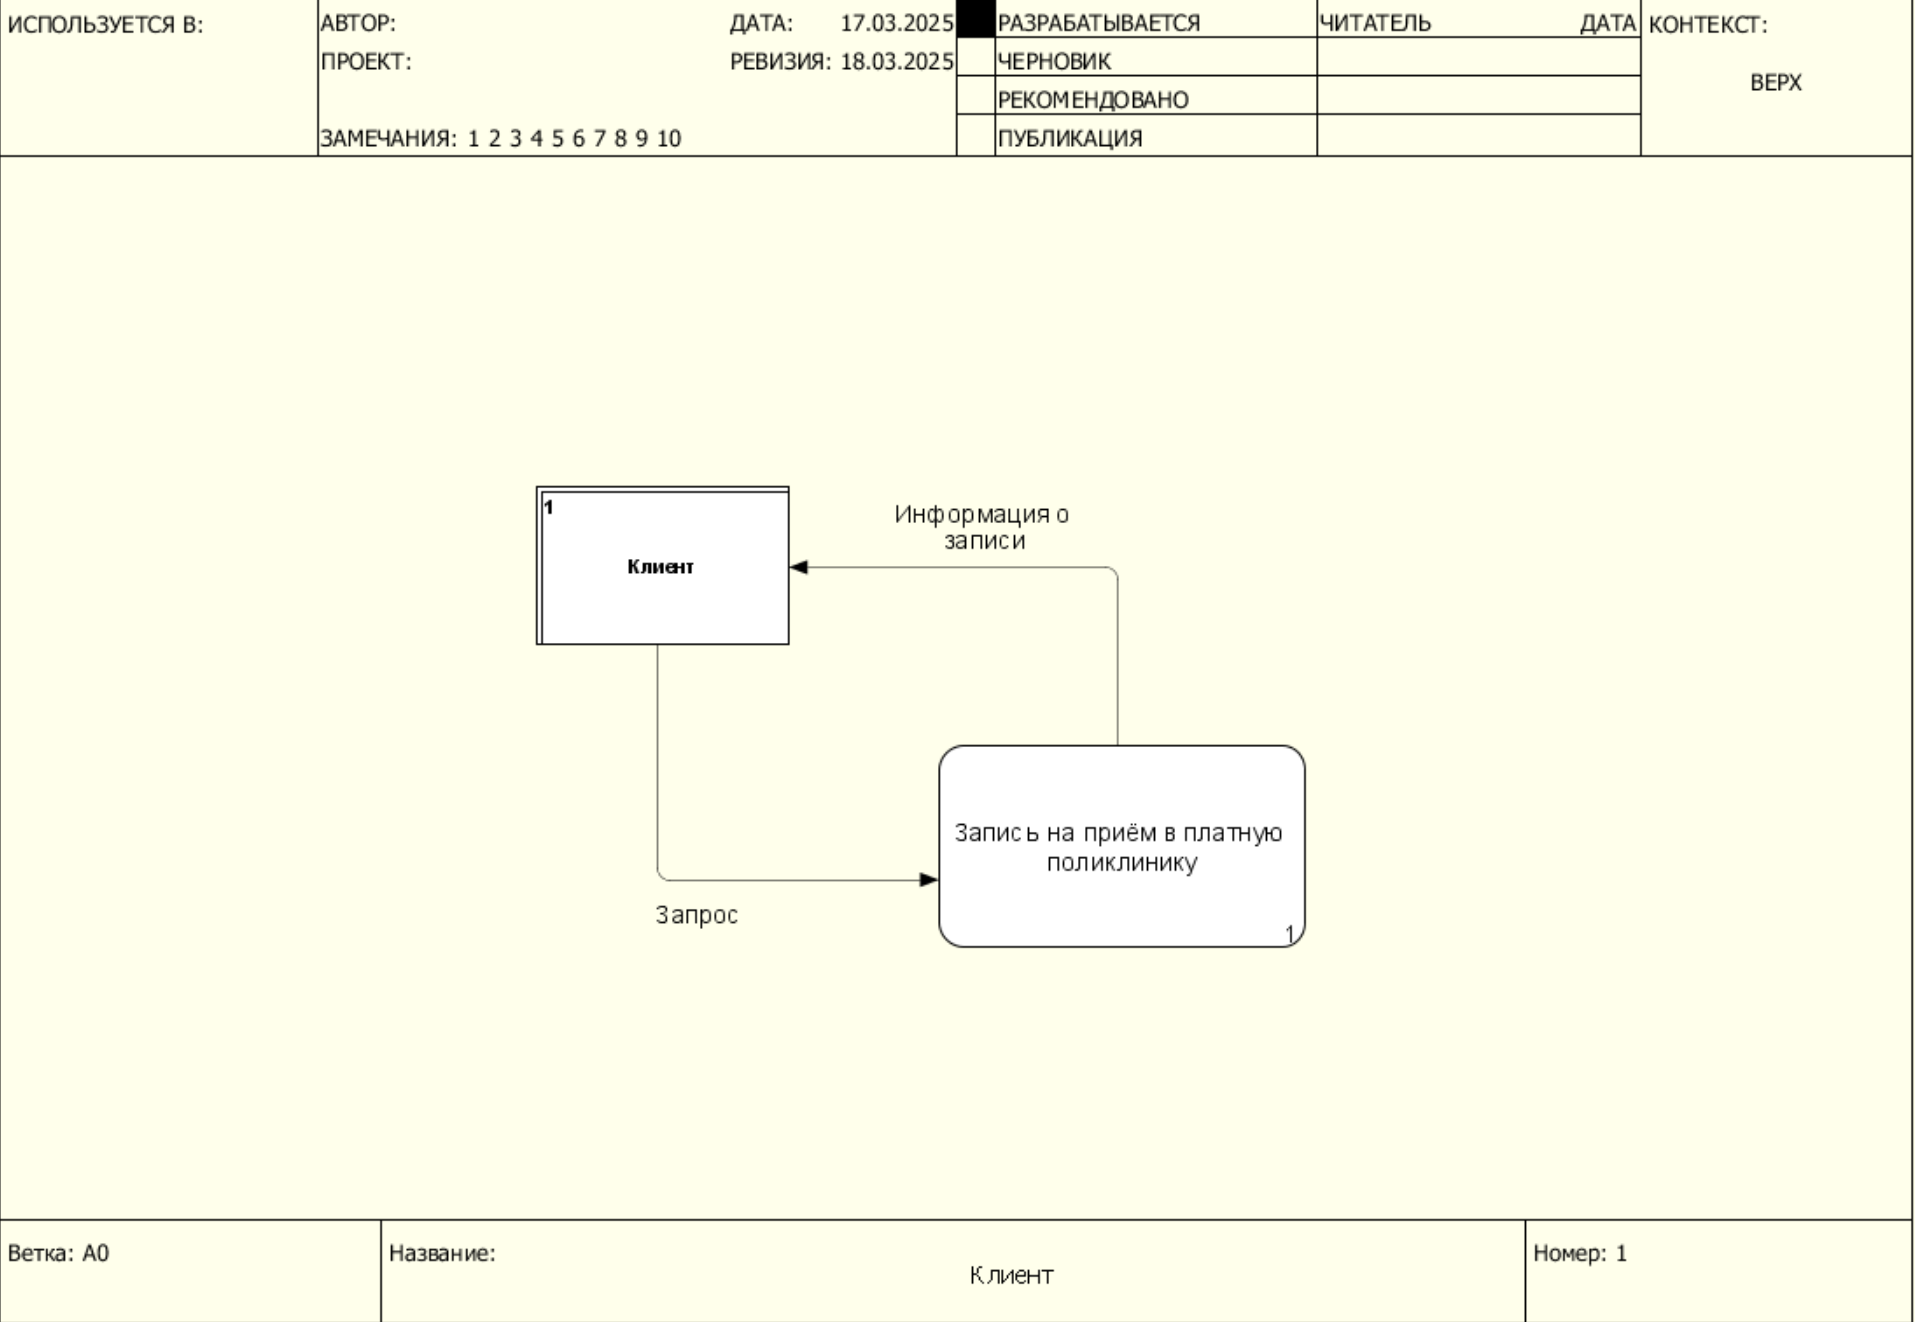 ИСПОЛЬЗУЕТСЯ В:
АВТОР:
ДАТА: 17.03.2025
ПРОЕКТ:
РЕВИЗИЯ: 18.03.2025
ЗАМЕЧАНИЯ: 1 2 3 4 5 6 7 8 9 10
РАЗРАБАТЫВАЕТСЯ
ЧЕРНОВИК
РЕКОМЕНДОВАНО
ПУБЛИКАЦИЯ
ЧИТАТЕЛЬ ДАТА
КОНТЕКСТ:
ВЕРХ
1
Клиент
Информация о
записи
Запись на приём в платную
поликлинику
1
Запрос
Ветка: A0
Название:
Клиент
Номер: 1